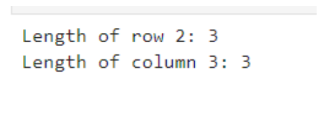 Length of row 2: 3
Length of column 3: 3